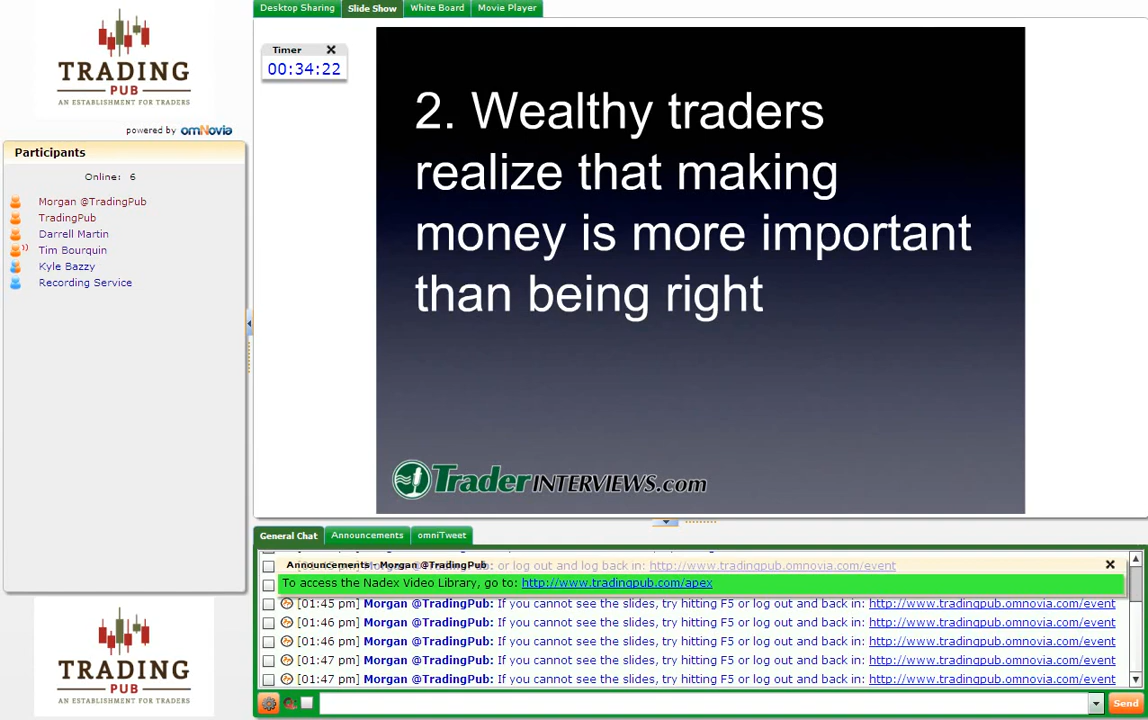 TRADING
PUB
AN ESTABLISHMENT FOR TRADERS
powered by omNovia
Participants
Online: 6
Morgan @TradingPub
TradingPub
Darrell Martin
Tim Bourquin
Kyle Bazzy
Recording Service
TRADING
PUB
AN ESTABLISHMENT FOR TRADERS
Desktop Sharing
Slide Show
White Board
Movie Player
Timer
00:34:22
2. Wealthy traders
realize that making
money is more important
than being right
TraderINTERVIEWS.com
General Chat
Announcements
omniTweet
Announcements- Morgan @TradingPub
or log out and log back in: http://www.tradingpub.omnovia.com/event
To access the Nadex Video Library, go to: http://www.tradingpub.com/apex
[01:45 pm] Morgan @TradingPub: If you cannot see the slides, try hitting F5 or log out and back in: http://www.tradingpub.omnovia.com/event
[01:46 pm] Morgan @TradingPub: If you cannot see the slides, try hitting F5 or log out and back in: http://www.tradingpub.omnovia.com/event
[01:46 pm] Morgan @TradingPub: If you cannot see the slides, try hitting F5 or log out and back in: http://www.tradingpub.omnovia.com/event
[01:47 pm] Morgan @TradingPub: If you cannot see the slides, try hitting F5 or log out and back in: http://www.tradingpub.omnovia.com/event
[01:47 pm] Morgan @TradingPub: If you cannot see the slides, try hitting F5 or log out and back in: http://www.tradingpub.omnovia.com/event
Send